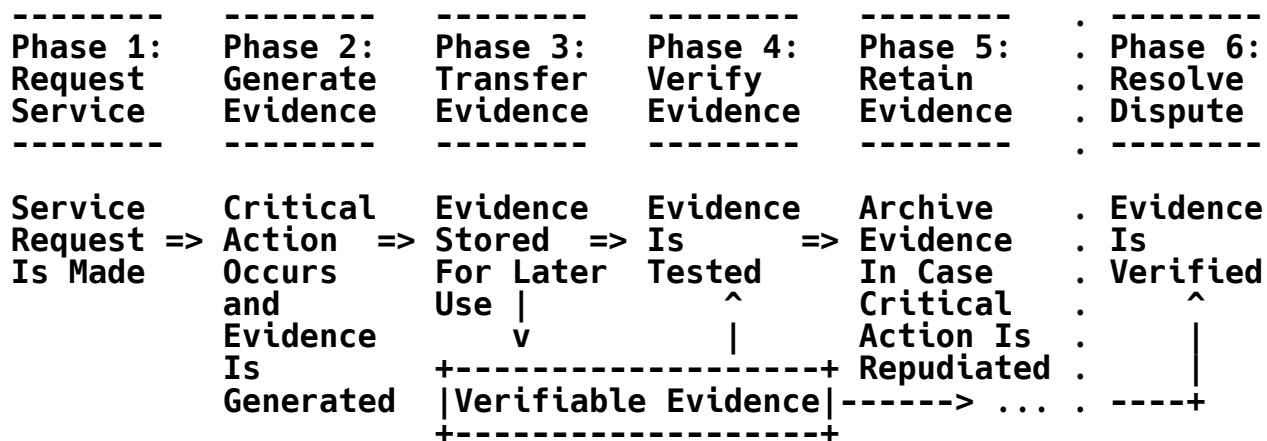 --------   --------   --------   --------   --------   . --------
Phase 1:   Phase 2:   Phase 3:   Phase 4:   Phase 5:   . Phase 6:
Request    Generate   Transfer   Verify     Retain     . Resolve
Service    Evidence   Evidence   Evidence   Evidence   . Dispute
--------   --------   --------   --------   --------   . --------

Service    Critical   Evidence   Evidence   Archive    . Evidence
Request => Action  => Stored  => Is      => Evidence   . Is
Is Made    Occurs     For Later  Tested     In Case    . Verified
           and        Use |          ^      Critical   .     ^
           Evidence       v          |      Action Is  .     |
           Is         +-------------------+ Repudiated .     |
           Generated  |Verifiable Evidence|------> ... . ----+
                      +-------------------+